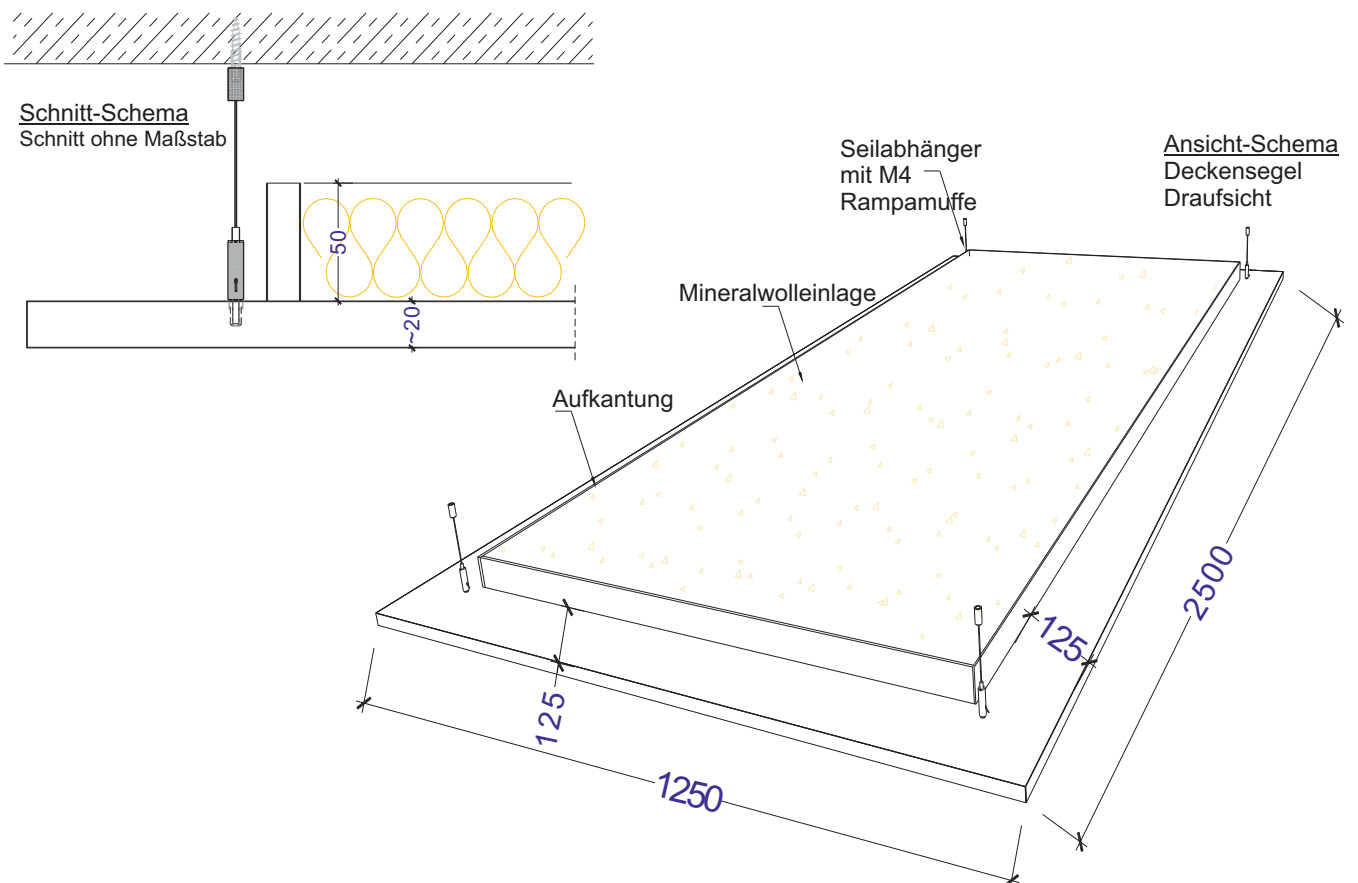 Schnitt-Schema
Schnitt ohne Maßstab
50
~20
Seilabhänger
mit M4
Rampamuffe
Ansicht-Schema
Deckensegel
Draufsicht
Mineralwolleinlage
Aufkantung
2500
125
125
1250